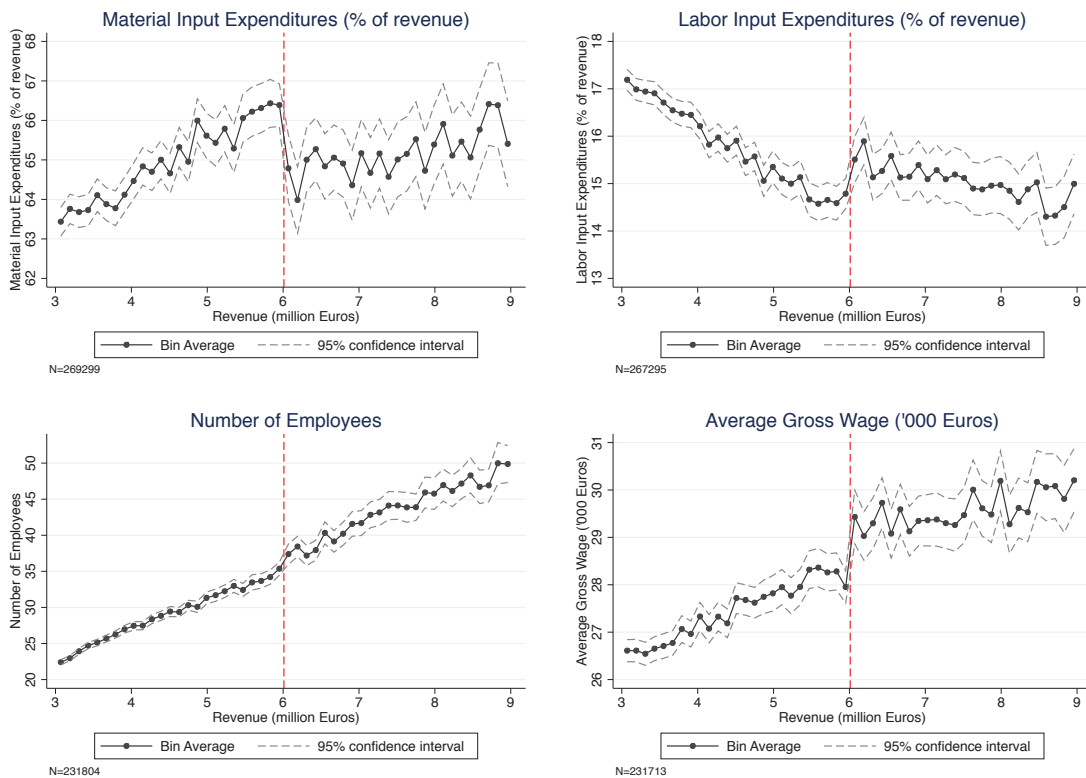 Material Input Expenditures (% of revenue)
Material Input Expenditures (% of revenue)
68
67
66
65
64
63
62
3 4 5 6 7 8 9
Revenue (million Euros)
Bin Average 95% confidence interval
N=269299
Labor Input Expenditures (% of revenue)
Labor Input Expenditures (% of revenue)
18
17
16
15
14
13
3 4 5 6 7 8 9
Revenue (million Euros)
Bin Average 95% confidence interval
N=267295
Number of Employees
Number of Employees
50
45
40
35
30
25
20
3 4 5 6 7 8 9
Revenue (million Euros)
Bin Average 95% confidence interval
N=231804
Average Gross Wage ('000 Euros)
Average Gross Wage ('000 Euros)
31
30
29
28
27
26
3 4 5 6 7 8 9
Revenue (million Euros)
Bin Average 95% confidence interval
N=231713